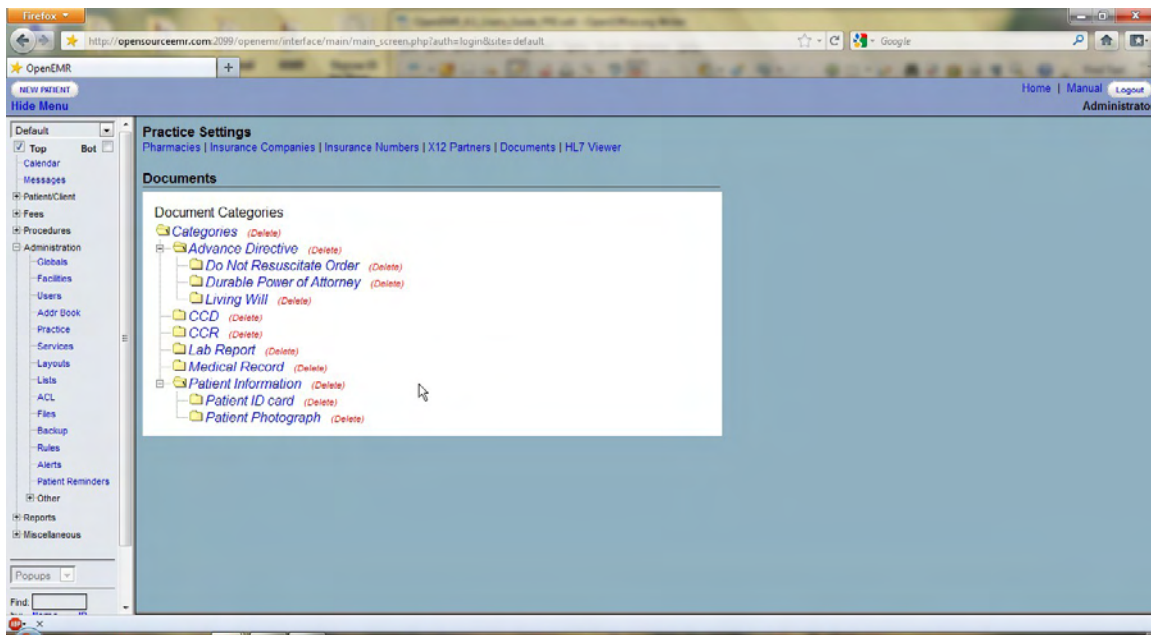 Firefox
http://opensourceemr.com:2099/openemr/interface/main/main_screen.php?auth=login&site=default
Google
OpenEMR
NEW PATIENT
Home | Manual Logout
Hide Menu
Administrato
Default
Top Bot
Calendar
Messages
Patient/Client
Fees
Procedures
Administration
Globals
Facilities
Users
Addr Book
Practice
Services
Layouts
Lists
ACL
Files
Backup
Rules
Alerts
Patient Reminders
Other
Reports
Miscellaneous
Popups
Find:
Practice Settings
Pharmacies | Insurance Companies | Insurance Numbers | X12 Partners | Documents | HL7 Viewer
Documents
Document Categories
Categories (Delete)
Advance Directive (Delete)
Do Not Resuscitate Order (Delete)
Durable Power of Attorney (Delete)
Living Will (Delete)
CCD (Delete)
CCR (Delete)
Lab Report (Delete)
Medical Record (Delete)
Patient Information (Delete)
Patient ID card (Delete)
Patient Photograph (Delete)